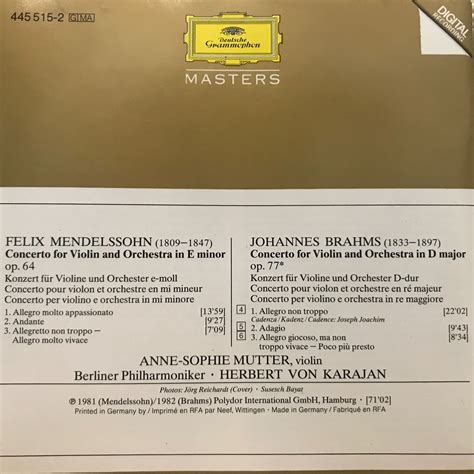 445 515-2 GIMA
DIGITAL
RECORDING
Deutsche
Grammophon
MASTERS
FELIX MENDELSSOHN (1809–1847)
Concerto for Violin and Orchestra in E minor
op. 64
Konzert für Violine und Orchester e-moll
Concerto pour violon et orchestre en mi mineur
Concerto per violino e orchestra in mi minore
1. Allegro molto appassionato [13'59]
2. Andante [9'27]
3. Allegretto non troppo – [7'09]
Allegro molto vivace
JOHANNES BRAHMS (1833–1897)
Concerto for Violin and Orchestra in D major
op. 77*
Konzert für Violine und Orchester D-dur
Concerto pour violon et orchestre en ré majeur
Concerto per violino e orchestra in re maggiore
4 1. Allegro non troppo [22'02]
Cadenza / Kadenz / Cadence: Joseph Joachim
5 2. Adagio [9'43]
6 3. Allegro giocoso, ma non [8'34]
troppo vivace – Poco più presto
ANNE-SOPHIE MUTTER, violin
Berliner Philharmoniker · HERBERT VON KARAJAN
Photos: Jörg Reichardt (Cover) · Susesch Bayat
℗ 1981 (Mendelssohn)/1982 (Brahms) Polydor International GmbH, Hamburg · [71'02]
Printed in Germany by / Imprimé en RFA par Neef, Wittingen · Made in Germany / Fabriqué en RFA